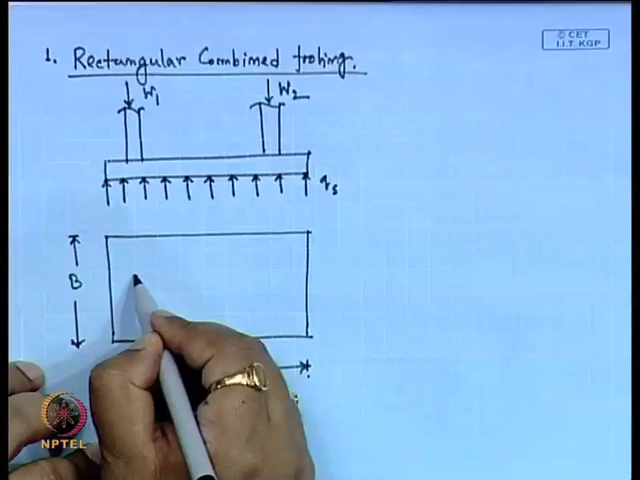 © CET
I.I.T. KGP
1. Rectangular Combined footing.
W1
W2
qs
B
NPTEL